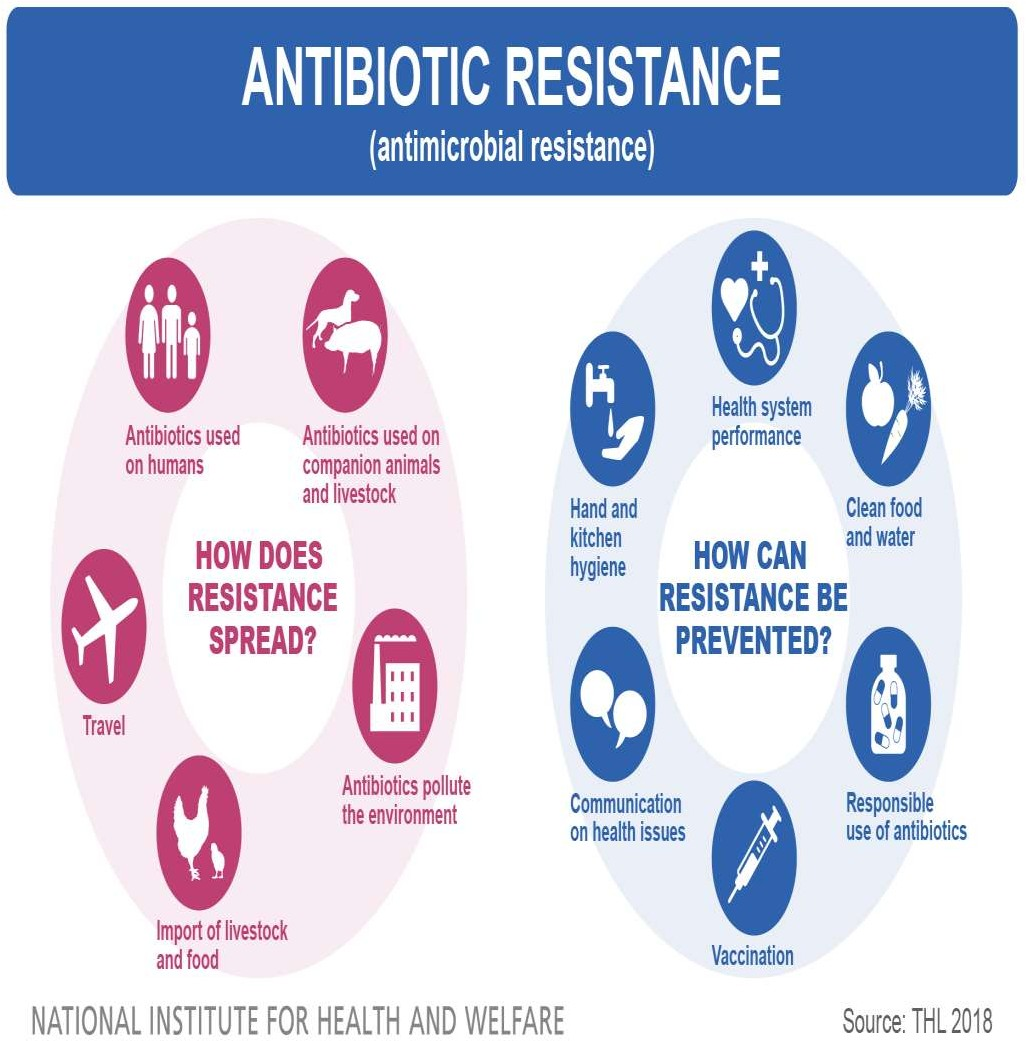 ANTIBIOTIC RESISTANCE
(antimicrobial resistance)
Antibiotics used
on humans
Antibiotics used on
companion animals
and livestock
HOW DOES
RESISTANCE
SPREAD?
Travel
Antibiotics pollute
the environment
Import of livestock
and food
Health system
performance
Hand and
kitchen
hygiene
Clean food
and water
HOW CAN
RESISTANCE BE
PREVENTED?
Communication
on health issues
Responsible
use of antibiotics
Vaccination
NATIONAL INSTITUTE FOR HEALTH AND WELFARE
Source: THL 2018